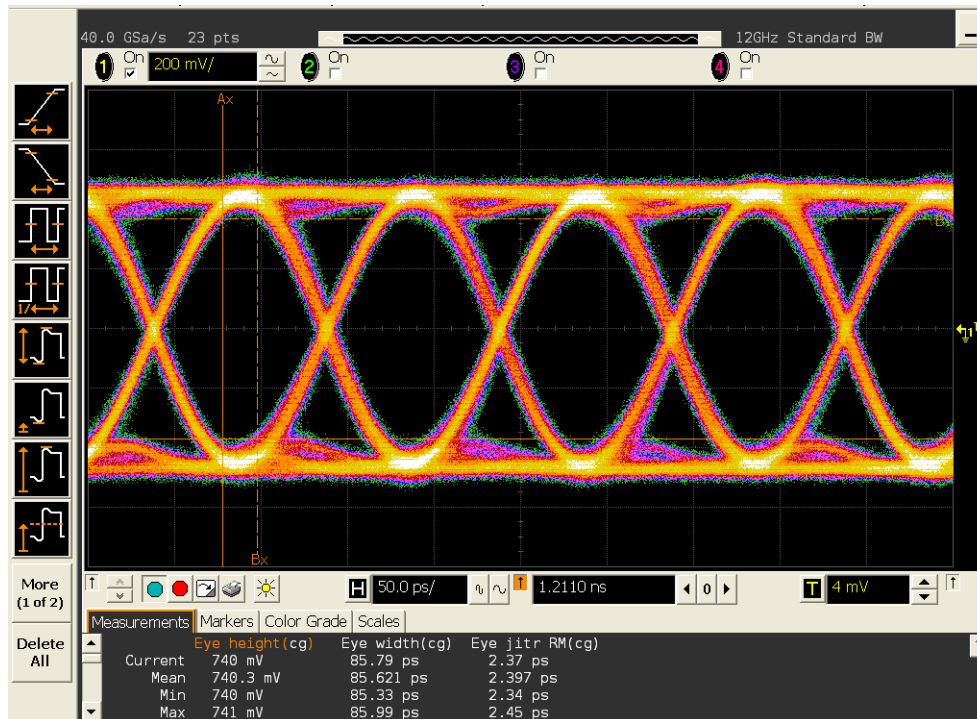 40.0 GSa/s 23 pts 12GHz Standard BW
1 On 200 mV/ 2 On 3 On 4 On
Ax
Bx
1/
More
(1 of 2)
Delete
All
H 50.0 ps/ 1.2110 ns 0 T 4 mV
Measurements Markers Color Grade Scales
Eye height(cg) Eye width(cg) Eye jitr RM(cg)
Current 740 mV 85.79 ps 2.37 ps
Mean 740.3 mV 85.621 ps 2.397 ps
Min 740 mV 85.33 ps 2.34 ps
Max 741 mV 85.99 ps 2.45 ps